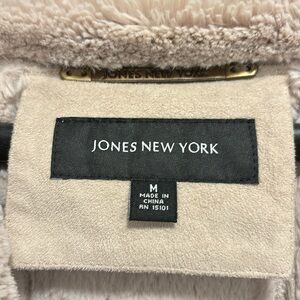 JONES NEW YORK
JONES NEW YORK
M
MADE IN
CHINA
RN 15101